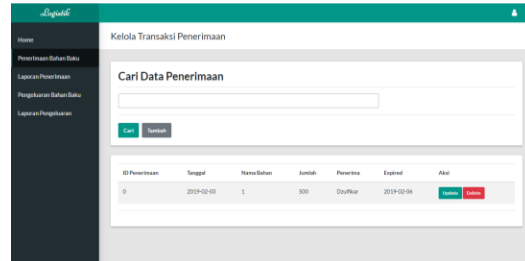 Logistik
Home
Penerimaan Bahan Baku
Laporan Penerimaan
Pengeluaran Bahan Baku
Laporan Pengeluaran
Kelola Transaksi Penerimaan
Cari Data Penerimaan
Cari Tambah
ID Penerimaan Tanggal Nama Bahan Jumlah Penerima Expired Aksi
0 2019-02-03 1 500 Dzulfikar 2019-02-06 Update Delete